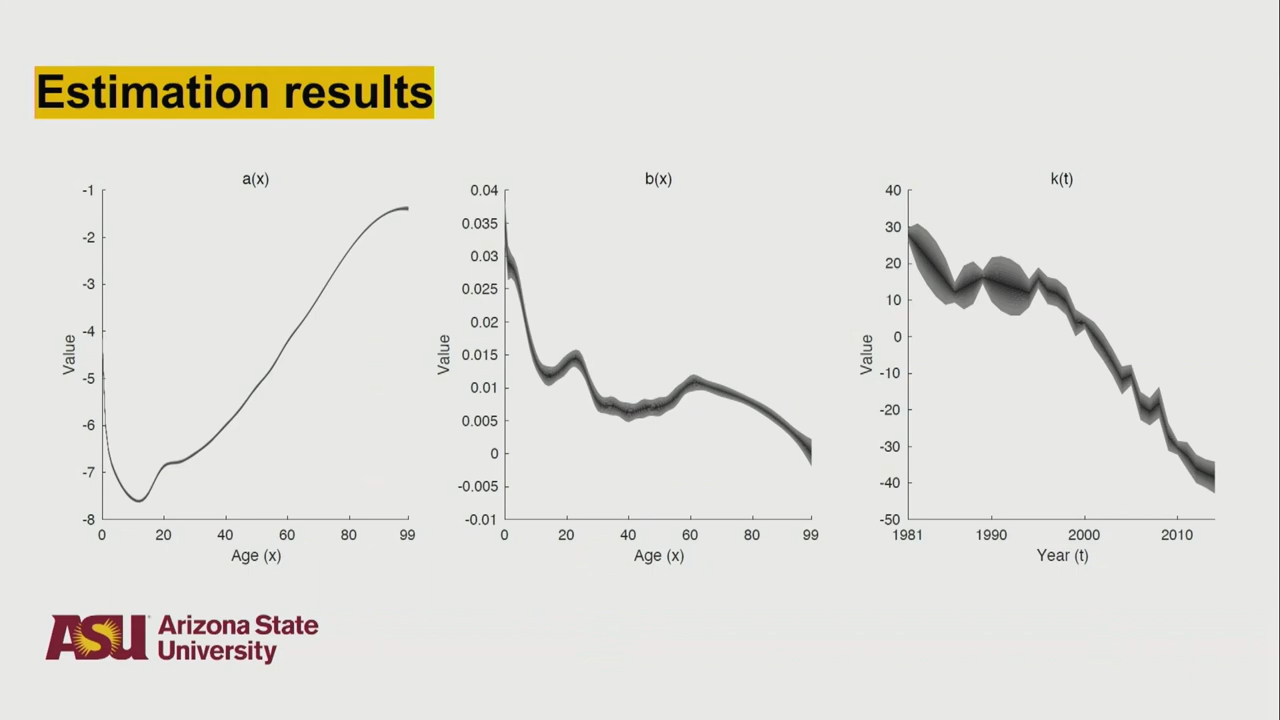 Estimation results
a(x)
-1
-2
-3
-4
-5
-6
-7
-8
Value
0 20 40 60 80 99
Age (x)
b(x)
0.04
0.035
0.03
0.025
0.02
0.015
0.01
0.005
0
-0.005
-0.01
Value
0 20 40 60 80 99
Age (x)
k(t)
40
30
20
10
0
-10
-20
-30
-40
-50
Value
1981 1990 2000 2010
Year (t)
ASU Arizona State
University